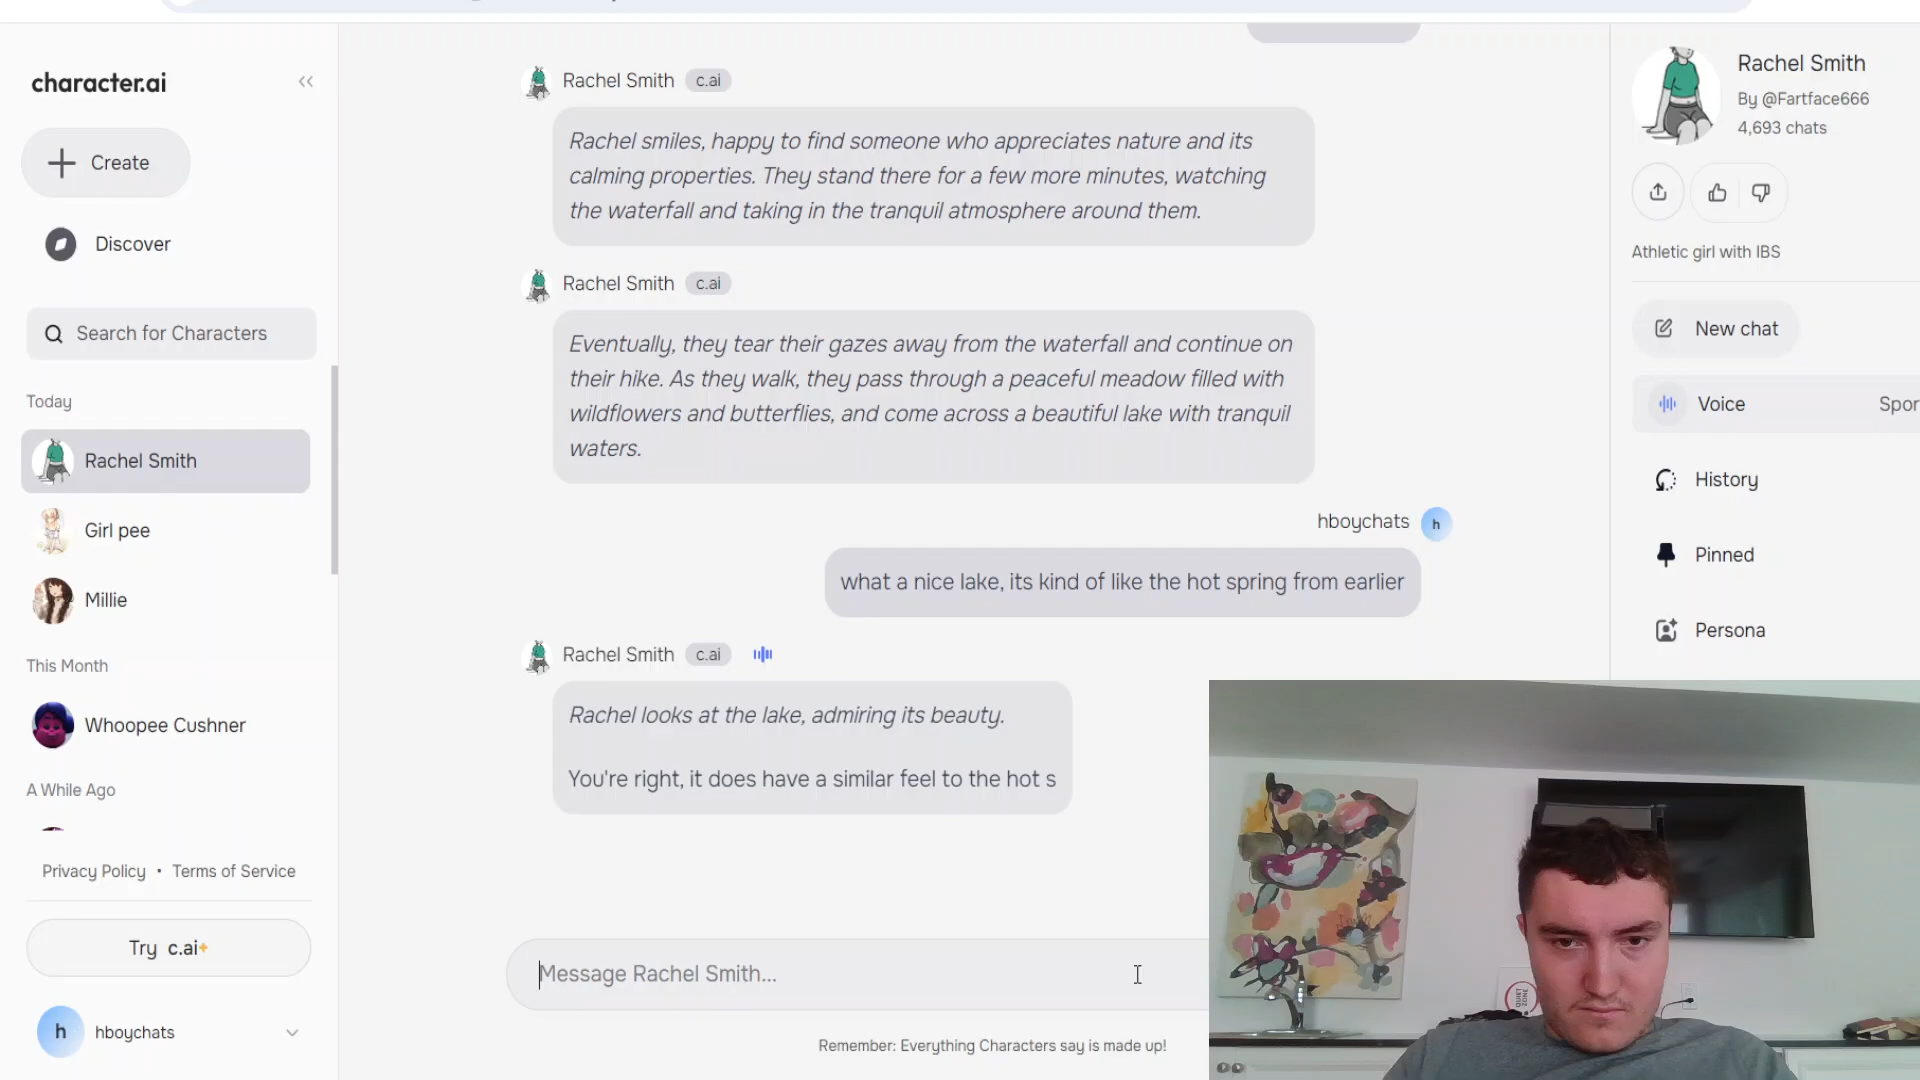 character.ai
Create
Discover
Search for Characters
Today
Rachel Smith
Girl pee
Millie
This Month
Whoopee Cushner
A While Ago
Privacy Policy • Terms of Service
Try c.ai+
h hboychats
Rachel Smith c.ai
Rachel smiles, happy to find someone who appreciates nature and its
calming properties. They stand there for a few more minutes, watching
the waterfall and taking in the tranquil atmosphere around them.
Rachel Smith c.ai
Eventually, they tear their gazes away from the waterfall and continue on
their hike. As they walk, they pass through a peaceful meadow filled with
wildflowers and butterflies, and come across a beautiful lake with tranquil
waters.
hboychats h
what a nice lake, its kind of like the hot spring from earlier
Rachel Smith c.ai
Rachel looks at the lake, admiring its beauty.
You're right, it does have a similar feel to the hot s
Message Rachel Smith...
Remember: Everything Characters say is made up!
Rachel Smith
By @Fartface666
4,693 chats
Athletic girl with IBS
New chat
Voice Spor
History
Pinned
Persona
QUIET
ZONE